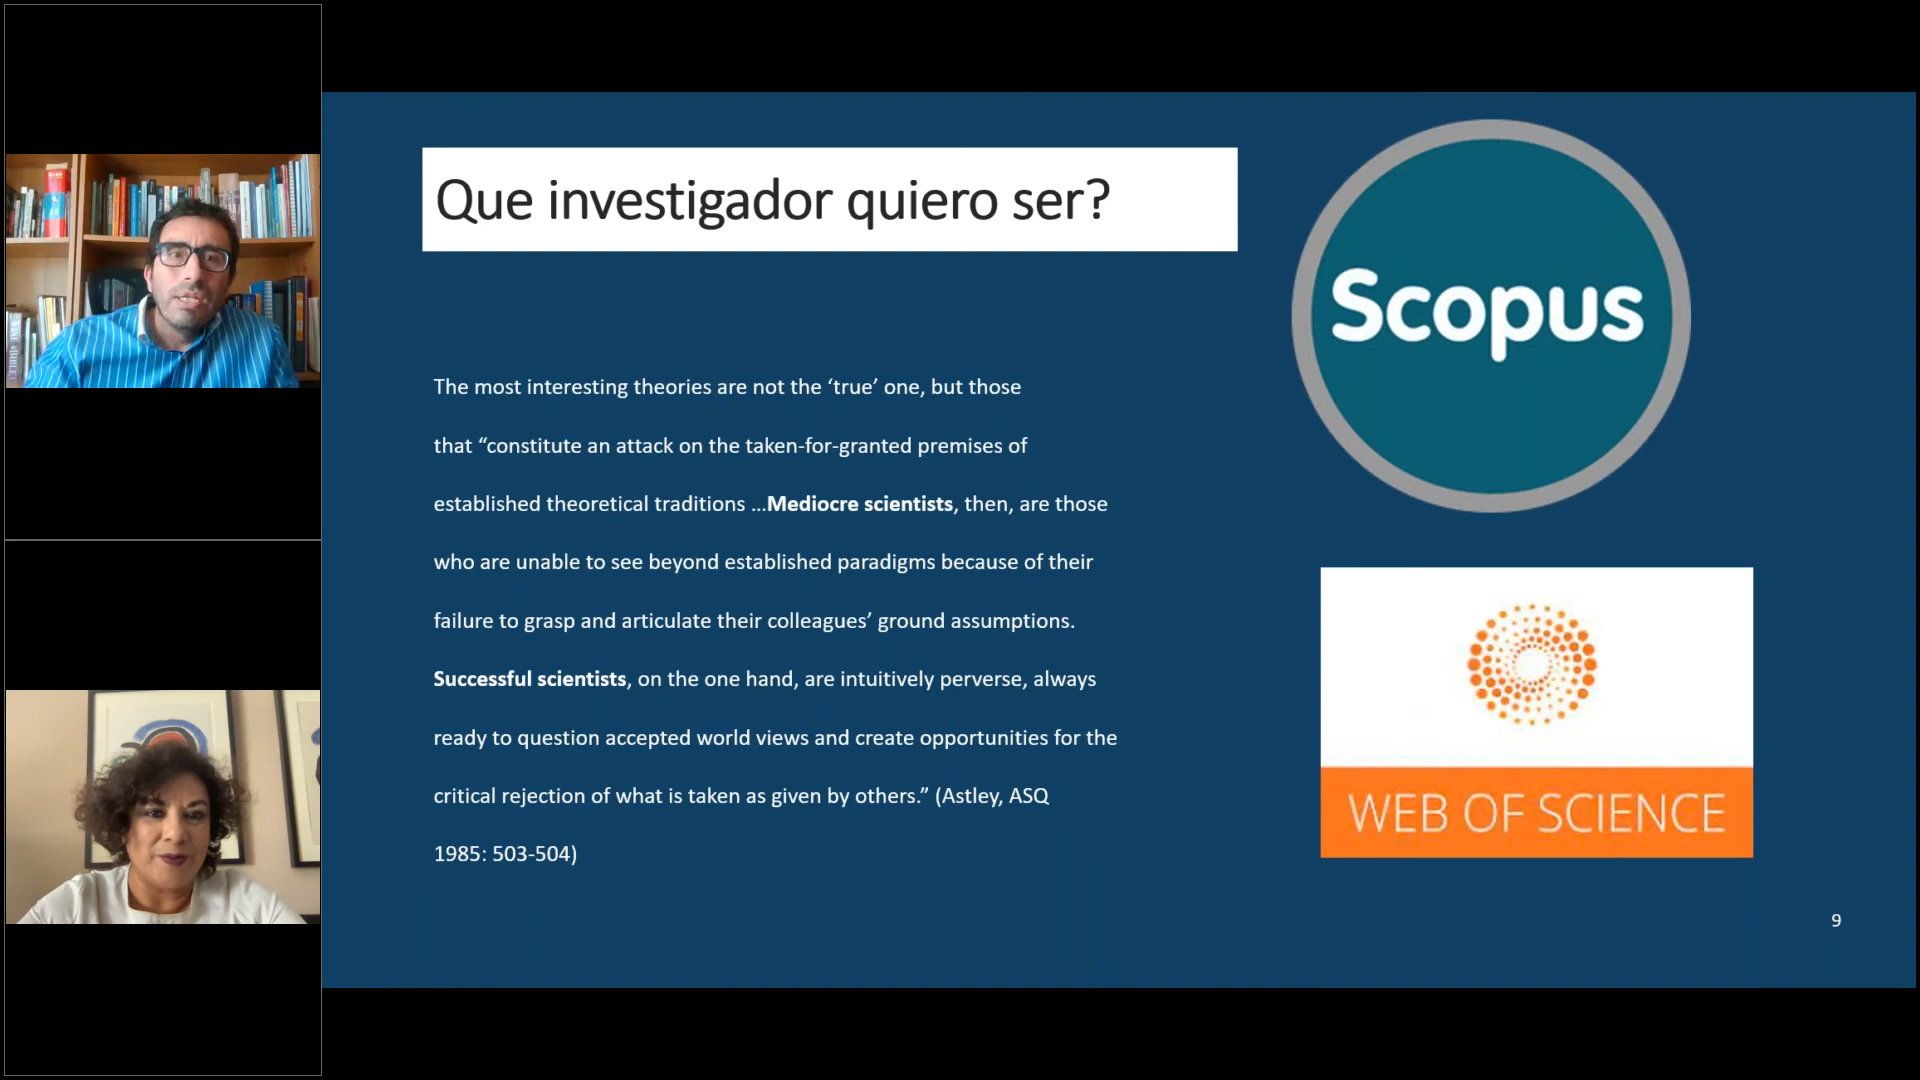 Que investigador quiero ser?
The most interesting theories are not the ‘true’ one, but those
that “constitute an attack on the taken-for-granted premises of
established theoretical traditions …Mediocre scientists, then, are those
who are unable to see beyond established paradigms because of their
failure to grasp and articulate their colleagues’ ground assumptions.
Successful scientists, on the one hand, are intuitively perverse, always
ready to question accepted world views and create opportunities for the
critical rejection of what is taken as given by others.” (Astley, ASQ
1985: 503-504)
Scopus
WEB OF SCIENCE
9